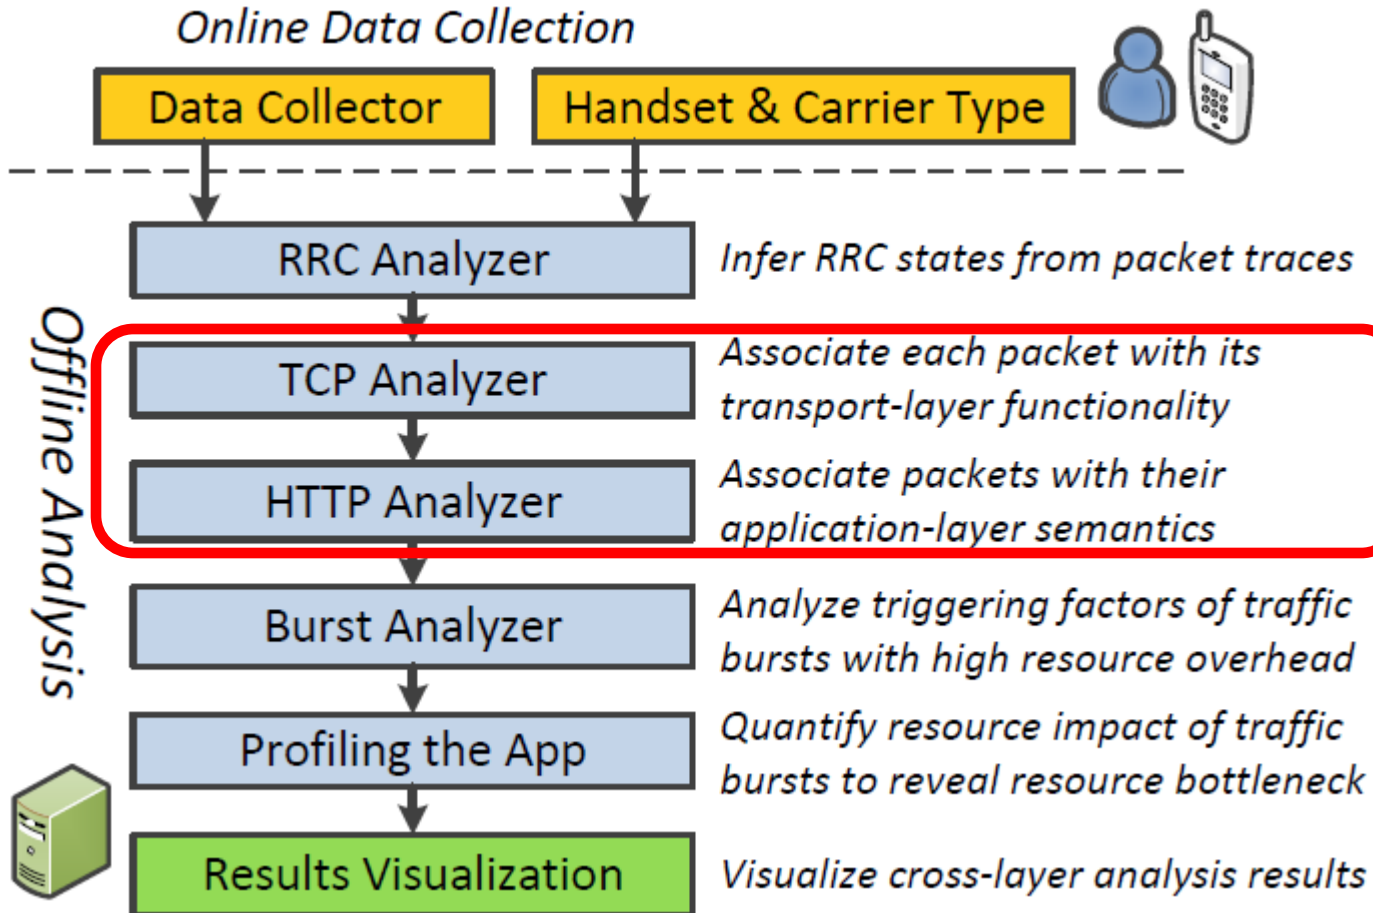 Online Data Collection
Data Collector
Handset & Carrier Type
RRC Analyzer
Infer RRC states from packet traces
Offline Analysis
TCP Analyzer
Associate each packet with its
transport-layer functionality
HTTP Analyzer
Associate packets with their
application-layer semantics
Burst Analyzer
Analyze triggering factors of traffic
bursts with high resource overhead
Profiling the App
Quantify resource impact of traffic
bursts to reveal resource bottleneck
Results Visualization
Visualize cross-layer analysis results